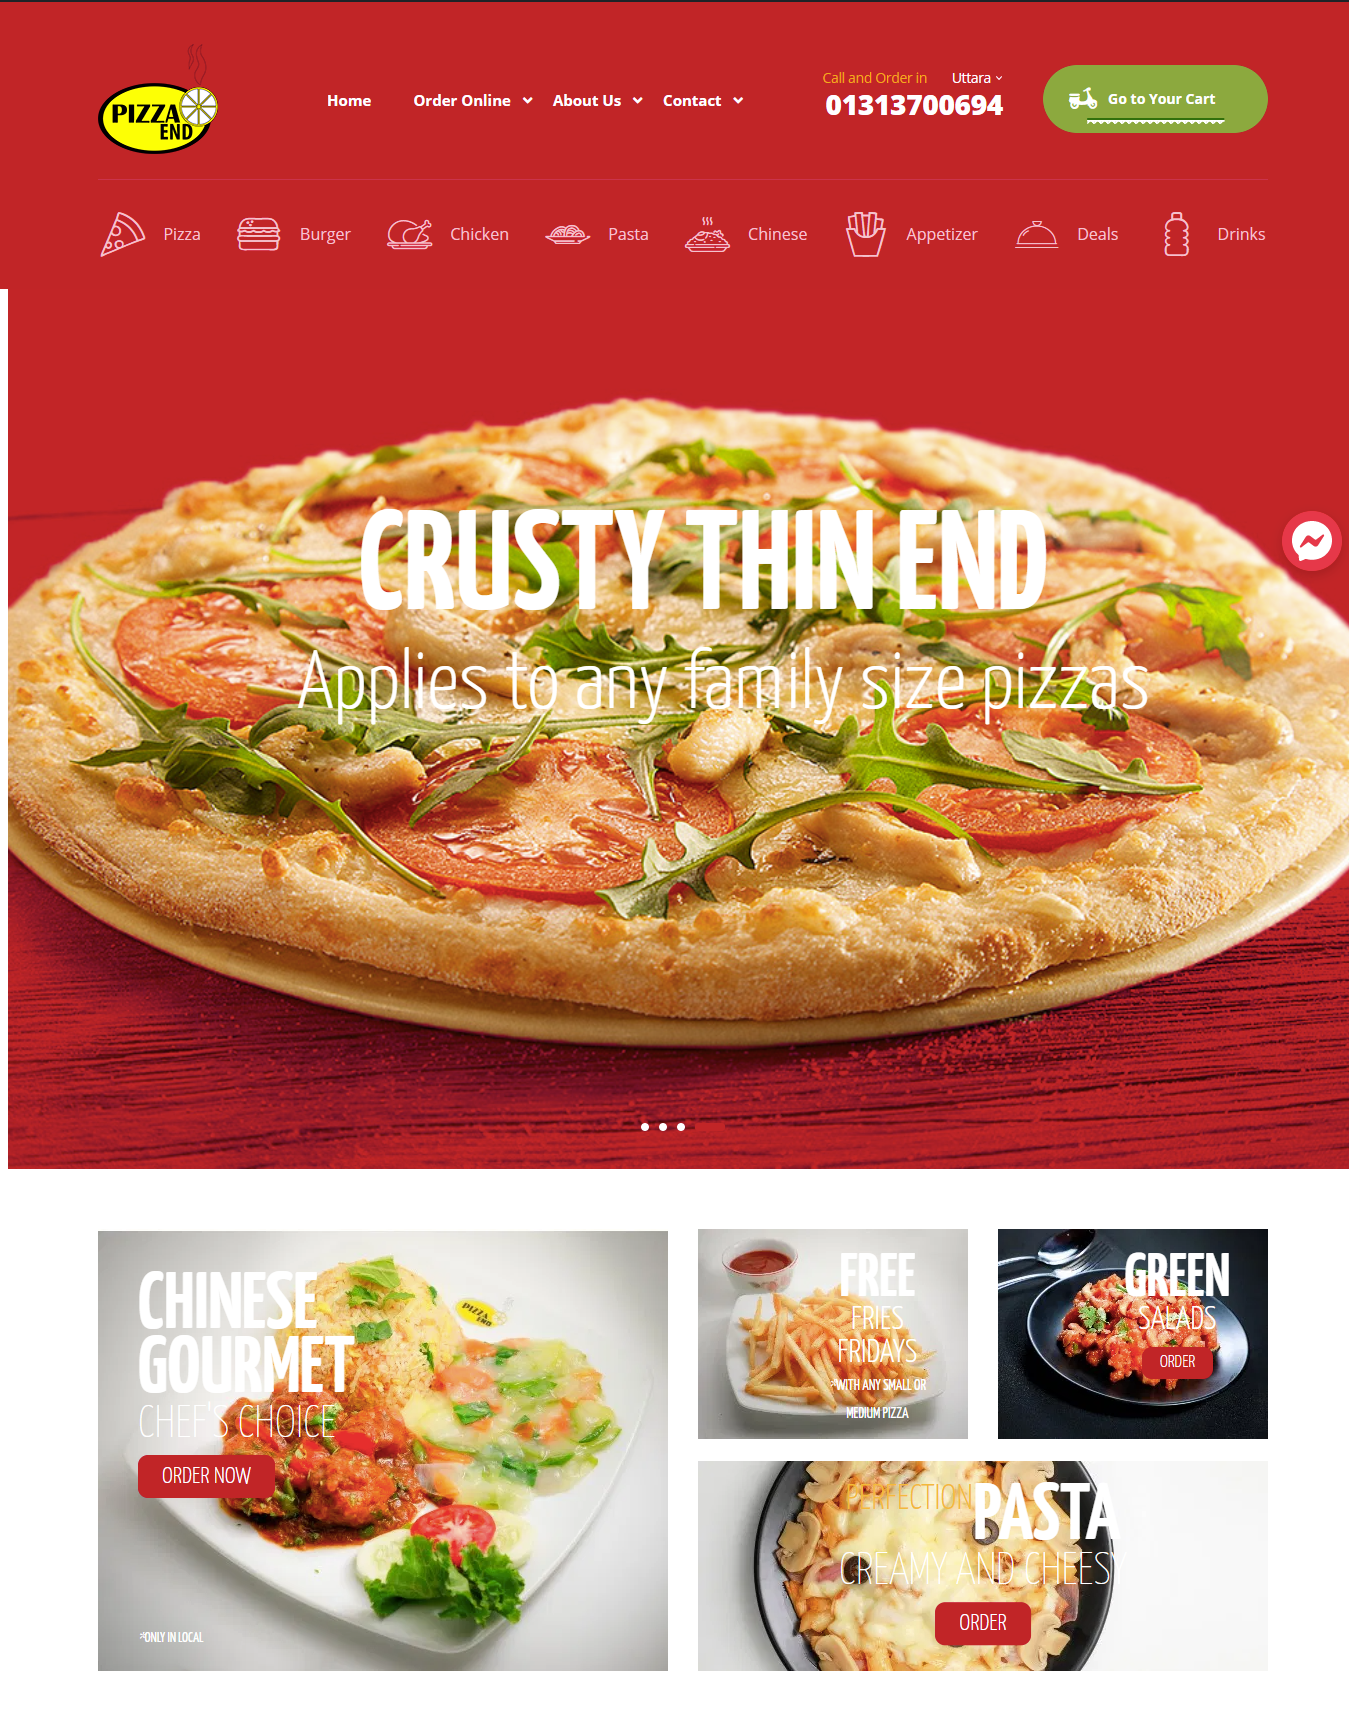 PIZZA
END
Home
Order Online
About Us
Contact
Call and Order in
Uttara
01313700694
Go to Your Cart
Pizza
Burger
Chicken
Pasta
Chinese
Appetizer
Deals
Drinks
CRUSTY THIN END
Applies to any family size pizzas
CHINESE
GOURMET
CHEF'S CHOICE
ORDER NOW
*ONLY IN LOCAL
PIZZA
END
FREE
FRIES
FRIDAYS
*WITH ANY SMALL OR
MEDIUM PIZZA
GREEN
SALADS
ORDER
PERFECTION PASTA
CREAMY AND CHEESY
ORDER